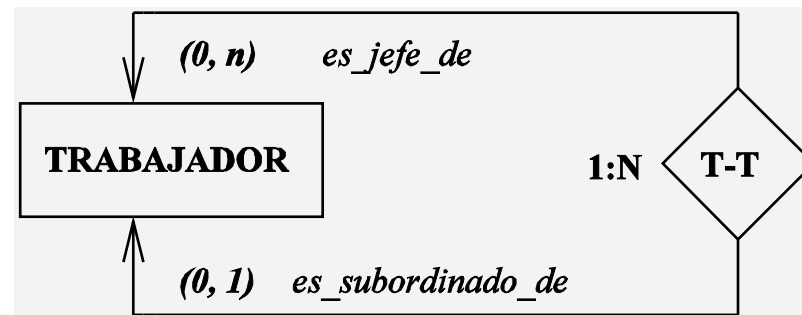 (0, n) es_jefe_de
TRABAJADOR
1:N T-T
(0, 1) es_subordinado_de